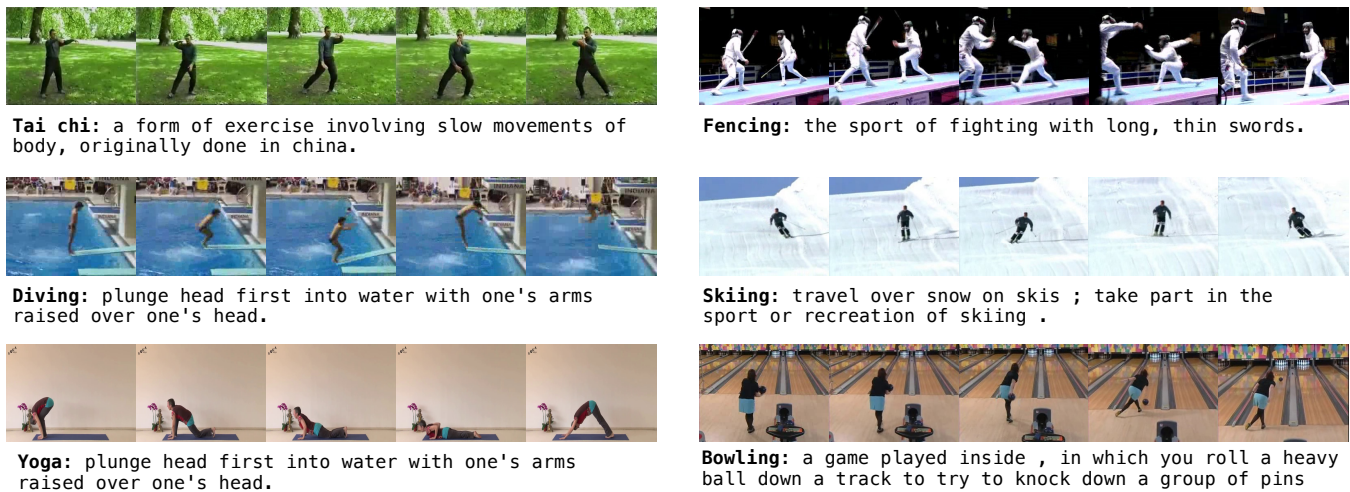 Tai chi: a form of exercise involving slow movements of
body, originally done in china.
Fencing: the sport of fighting with long, thin swords.
INDIANA
Diving: plunge head first into water with one's arms
raised over one's head.
Skiing: travel over snow on skis ; take part in the
sport or recreation of skiing .
Yoga: plunge head first into water with one's arms
raised over one's head.
Bowling: a game played inside , in which you roll a heavy
ball down a track to try to knock down a group of pins